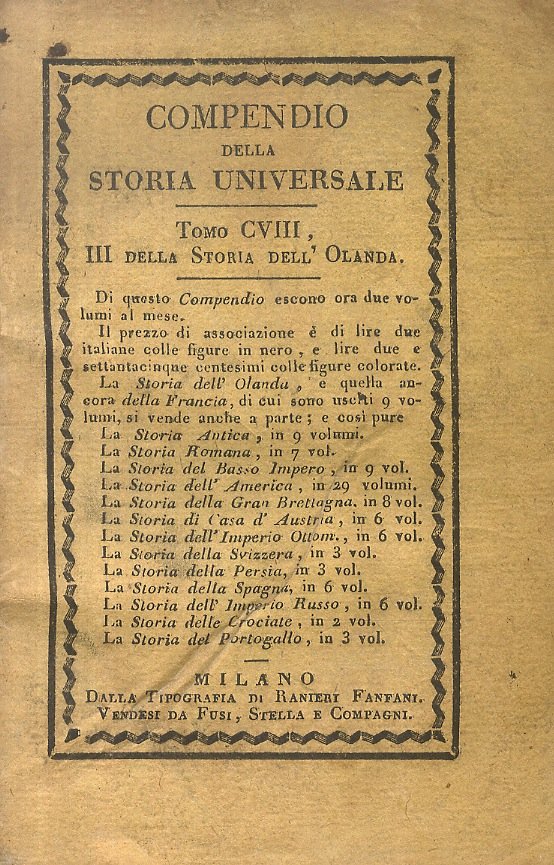 COMPENDIO
DELLA
STORIA UNIVERSALE
TOMO CVIII,
III DELLA STORIA DELL' OLANDA.
Di questo Compendio escono ora due vo-
lumi al mese.
Il prezzo di associazione è di lire due
italiane colle figure in nero, e lire due e
settantacinque centesimi colle figure colorate.
La Storia dell' Olanda, e quella an-
cora della Francia, di cui sono usciti 9 vo-
lumi, si vende anche a parte; e così pure
La Storia Antica, in 9 volumi.
La Storia Romana, in 7 vol.
La Storia del Basso Impero, in 9 vol.
La Storia dell' America, in 29 volumi.
La Storia della Gran Brettagna, in 8 vol.
La Storia di Casa d' Austria, in 6 vol.
La Storia dell' Imperio Ottom., in 6 vol.
La Storia della Svizzera, in 3 vol.
La Storia della Persia, in 3 vol.
La Storia della Spagna, in 6 vol.
La Storia dell' Imperio Russo, in 6 vol.
La Storia delle Crociate, in 2 vol.
La Storia del Portogallo, in 3 vol.
MILANO
DALLA TIPOGRAFIA DI RANIERI FANFANI.
VENDESI DA FUSI, STELLA E COMPAGNI.